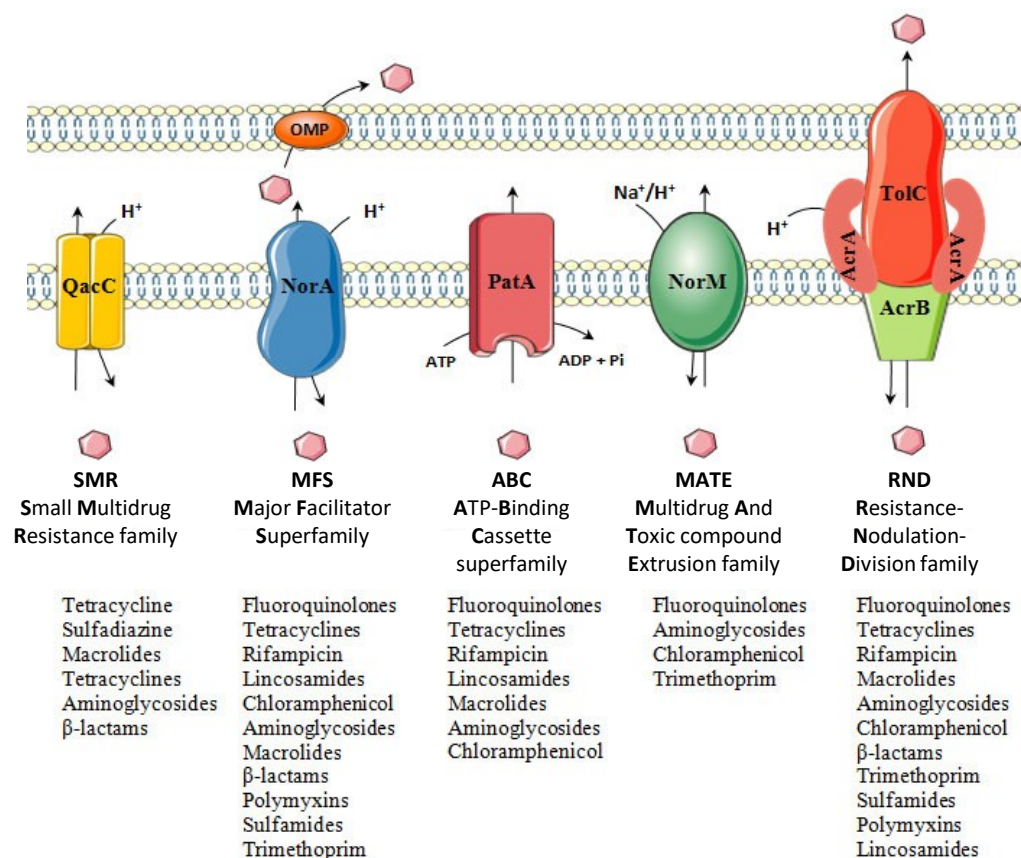 OMP
H⁺
QacC
H⁺
NorA
PatA
ATP
ADP + Pi
Na⁺/H⁺
NorM
H⁺
TolC
AcrA
AcrA
AcrB
SMR
Small Multidrug
Resistance family
MFS
Major Facilitator
Superfamily
ABC
ATP-Binding
Cassette
superfamily
MATE
Multidrug And
Toxic compound
Extrusion family
RND
Resistance-
Nodulation-
Division family
Tetracycline
Sulfadiazine
Macrolides
Tetracyclines
Aminoglycosides
β-lactams
Fluoroquinolones
Tetracyclines
Rifampicin
Lincosamides
Chloramphenicol
Aminoglycosides
Macrolides
β-lactams
Polymyxins
Sulfamides
Trimethoprim
Fluoroquinolones
Tetracyclines
Rifampicin
Lincosamides
Macrolides
Aminoglycosides
Chloramphenicol
Fluoroquinolones
Aminoglycosides
Chloramphenicol
Trimethoprim
Fluoroquinolones
Tetracyclines
Rifampicin
Macrolides
Aminoglycosides
Chloramphenicol
β-lactams
Trimethoprim
Sulfamides
Polymyxins
Lincosamides